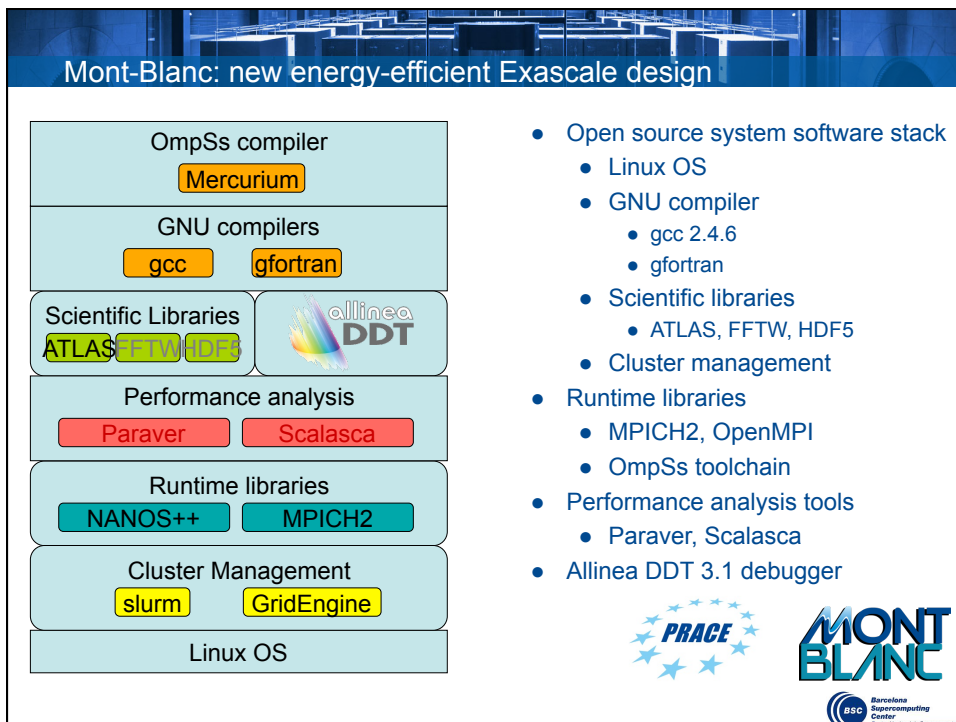 Mont-Blanc: new energy-efficient Exascale design
OmpSs compiler
Mercurium
GNU compilers
gcc gfortran
Scientific Libraries
ATLAS FFTW HDF5
allinea
DDT
Performance analysis
Paraver Scalasca
Runtime libraries
NANOS++ MPICH2
Cluster Management
slurm GridEngine
Linux OS
● Open source system software stack
● Linux OS
● GNU compiler
● gcc 2.4.6
● gfortran
● Scientific libraries
● ATLAS, FFTW, HDF5
● Cluster management
● Runtime libraries
● MPICH2, OpenMPI
● OmpSs toolchain
● Performance analysis tools
● Paraver, Scalasca
● Allinea DDT 3.1 debugger
PRACE
MONT
BLANC
BSC
Barcelona
Supercomputing
Center